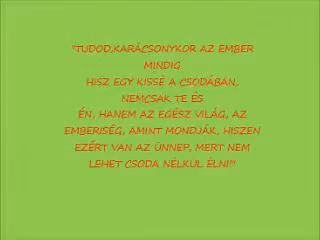 "TUDOD,KARÁCSONYKOR AZ EMBER
MINDIG
HISZ EGY KISSÉ A CSODÁBAN,
NEMCSAK TE ÉS
ÉN, HANEM AZ EGÉSZ VILÁG, AZ
EMBERISÉG, AMINT MONDJÁK, HISZEN
EZÉRT VAN AZ ÜNNEP, MERT NEM
LEHET CSODA NÉLKÜL ÉLNI!"